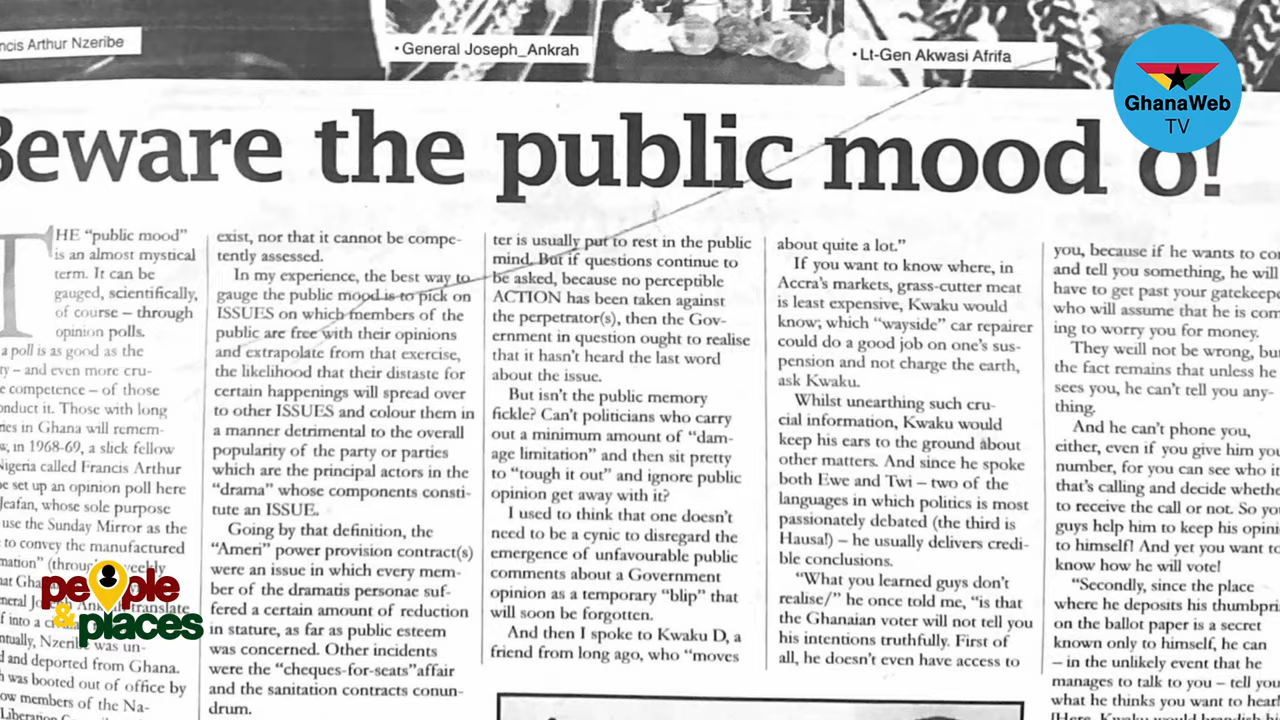 ncis Arthur Nzeribe
• General Joseph_Ankrah
• Lt-Gen Akwasi Afrifa
GhanaWeb
TV
Beware the public mood o!
THE “public mood”
is an almost mystical
term. It can be
gauged, scientifically,
of course – through
opinion polls.
a poll is as good as the
ty – and even more cru-
e competence – of those
onduct it. Those with long
ries in Ghana will remem-
w, in 1968-69, a slick fellow
Nigeria called Francis Arthur
be set up an opinion poll here
Jeafan, whose sole purpose
use the Sunday Mirror as the
to convey the manufactured
mation” (through weekly
hat Gha
neral translate
f into a
ntually, Nzeribe was un-
d and deported from Ghana.
h was booted out of office by
ow members of the Na-
Liberation
exist, nor that it cannot be compe-
tently assessed.
In my experience, the best way to
gauge the public mood is to pick on
ISSUES on which members of the
public are free with their opinions
and extrapolate from that exercise,
the likelihood that their distaste for
certain happenings will spread over
to other ISSUES and colour them in
a manner detrimental to the overall
popularity of the party or parties
which are the principal actors in the
“drama” whose components consti-
tute an ISSUE.
Going by that definition, the
“Ameri” power provision contract(s)
were an issue in which every mem-
ber of the dramatis personae suf-
fered a certain amount of reduction
in stature, as far as public esteem
was concerned. Other incidents
were the “cheques-for-seats”affair
and the sanitation contracts conun-
drum.
ter is usually put to rest in the public
mind. But if questions continue to
be asked, because no perceptible
ACTION has been taken against
the perpetrator(s), then the Gov-
ernment in question ought to realise
that it hasn’t heard the last word
about the issue.
But isn’t the public memory
fickle? Can’t politicians who carry
out a minimum amount of “dam-
age limitation” and then sit pretty
to “tough it out” and ignore public
opinion get away with it?
I used to think that one doesn’t
need to be a cynic to disregard the
emergence of unfavourable public
comments about a Government
opinion as a temporary “blip” that
will soon be forgotten.
And then I spoke to Kwaku D, a
friend from long ago, who “moves
about quite a lot.”
If you want to know where, in
Accra’s markets, grass-cutter meat
is least expensive, Kwaku would
know; which “wayside” car repairer
could do a good job on one’s sus-
pension and not charge the earth,
ask Kwaku.
Whilst unearthing such cru-
cial information, Kwaku would
keep his ears to the ground about
other matters. And since he spoke
both Ewe and Twi – two of the
languages in which politics is most
passionately debated (the third is
Hausa!) – he usually delivers credi-
ble conclusions.
“What you learned guys don’t
realise/” he once told me, “is that
the Ghanaian voter will not tell you
his intentions truthfully. First of
all, he doesn’t even have access to
you, because if he wants to co
and tell you something, he will
have to get past your gatekeepe
who will assume that he is com
ing to worry you for money.
They weill not be wrong, but
the fact remains that unless he
sees you, he can’t tell you any-
thing.
And he can’t phone you,
either, even if you give him you
number, for you can see who it
that’s calling and decide whethe
to receive the call or not. So you
guys help him to keep his opini
to himself! And yet you want to
know how he will vote!
“Secondly, since the place
where he deposits his thumbpri
on the ballot paper is a secret
known only to himself, he can
– in the unlikely event that he
manages to talk to you – tell you
what he thinks you want to hear!
[Here, Kwaku would brandish hi
people
& places